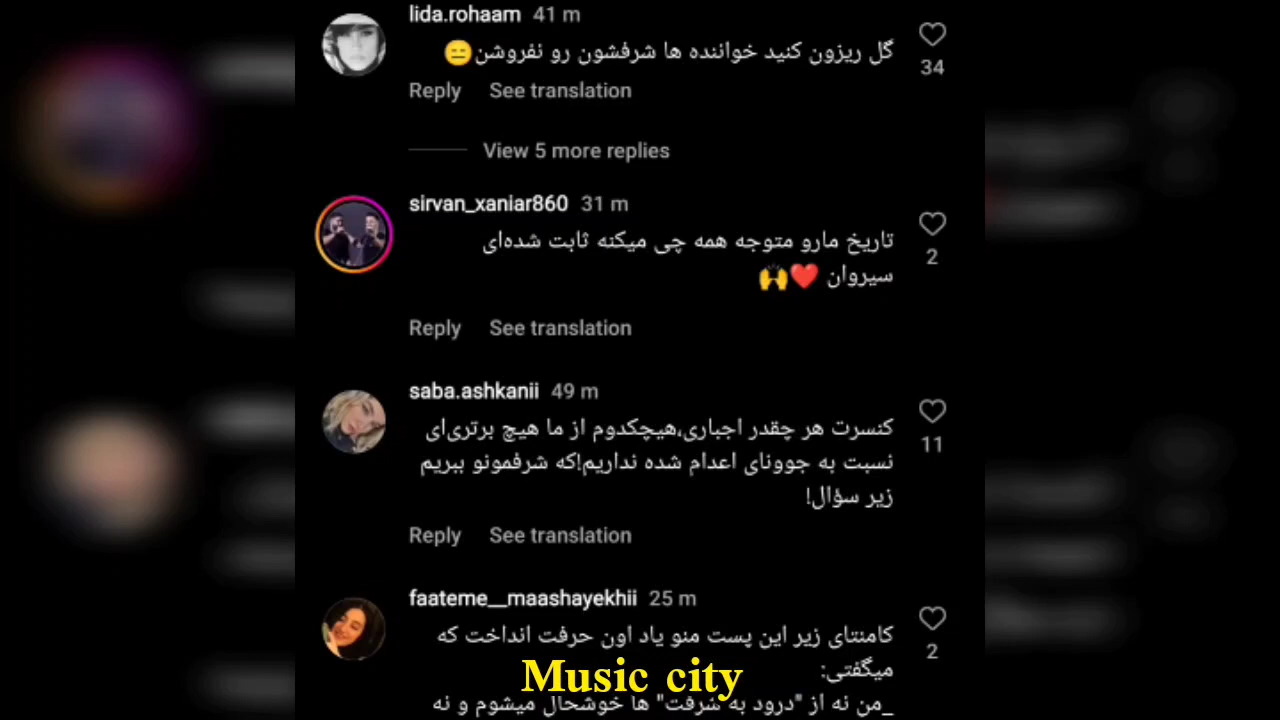 lida.rohaam 41 m
گل ریزون کنید خواننده ها شرفشون رو نفروشن😑
34
Reply See translation
View 5 more replies
sirvan_xaniar860 31 m
تاریخ مارو متوجه همه چی میکنه ثابت شده‌ای
سیروان ❤️🙌
2
Reply See translation
saba.ashkanii 49 m
کنسرت هر چقدر اجباری،هیچکدوم از ما هیچ برتری‌ای
نسبت به جوونای اعدام شده نداریم!که شرفمونو ببریم
زیر سؤال!
11
Reply See translation
faateme__maashayekhii 25 m
کامنتای زیر این پست منو یاد اون حرفت انداخت که
میگفتی:
2
Music city
_من نه از "درود به شرفت" ها خوشحال میشوم و نه